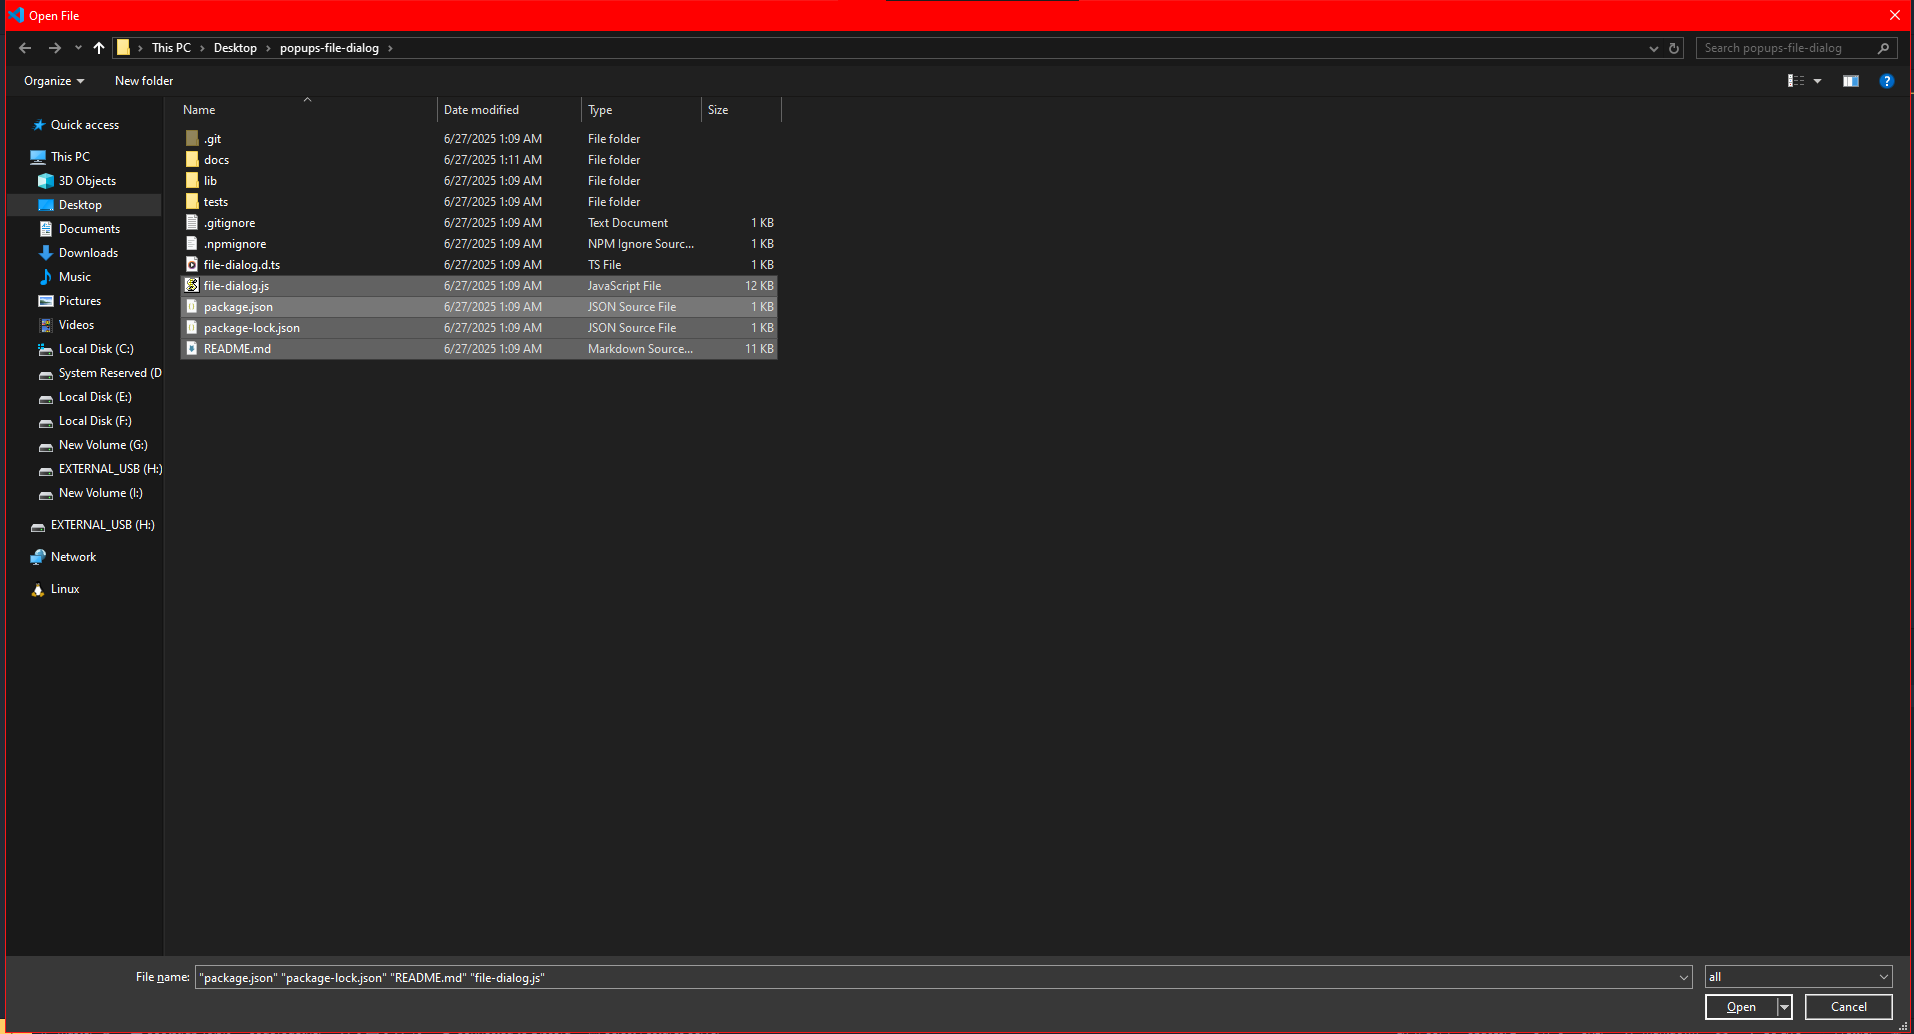 Open File
This PC > Desktop > popups-file-dialog >
Search popups-file-dialog
Organize New folder
?
Name Date modified Type Size
Quick access
This PC
3D Objects
Desktop
Documents
Downloads
Music
Pictures
Videos
Local Disk (C:)
System Reserved (D
Local Disk (E:)
Local Disk (F:)
New Volume (G:)
EXTERNAL_USB (H:)
New Volume (I:)
EXTERNAL_USB (H:)
Network
Linux
.git 6/27/2025 1:09 AM File folder
docs 6/27/2025 1:11 AM File folder
lib 6/27/2025 1:09 AM File folder
tests 6/27/2025 1:09 AM File folder
.gitignore 6/27/2025 1:09 AM Text Document 1 KB
.npmignore 6/27/2025 1:09 AM NPM Ignore Sourc... 1 KB
file-dialog.d.ts 6/27/2025 1:09 AM TS File 1 KB
file-dialog.js 6/27/2025 1:09 AM JavaScript File 12 KB
package.json 6/27/2025 1:09 AM JSON Source File 1 KB
package-lock.json 6/27/2025 1:09 AM JSON Source File 1 KB
README.md 6/27/2025 1:09 AM Markdown Source... 11 KB
File name: "package.json" "package-lock.json" "README.md" "file-dialog.js"
all
Open Cancel